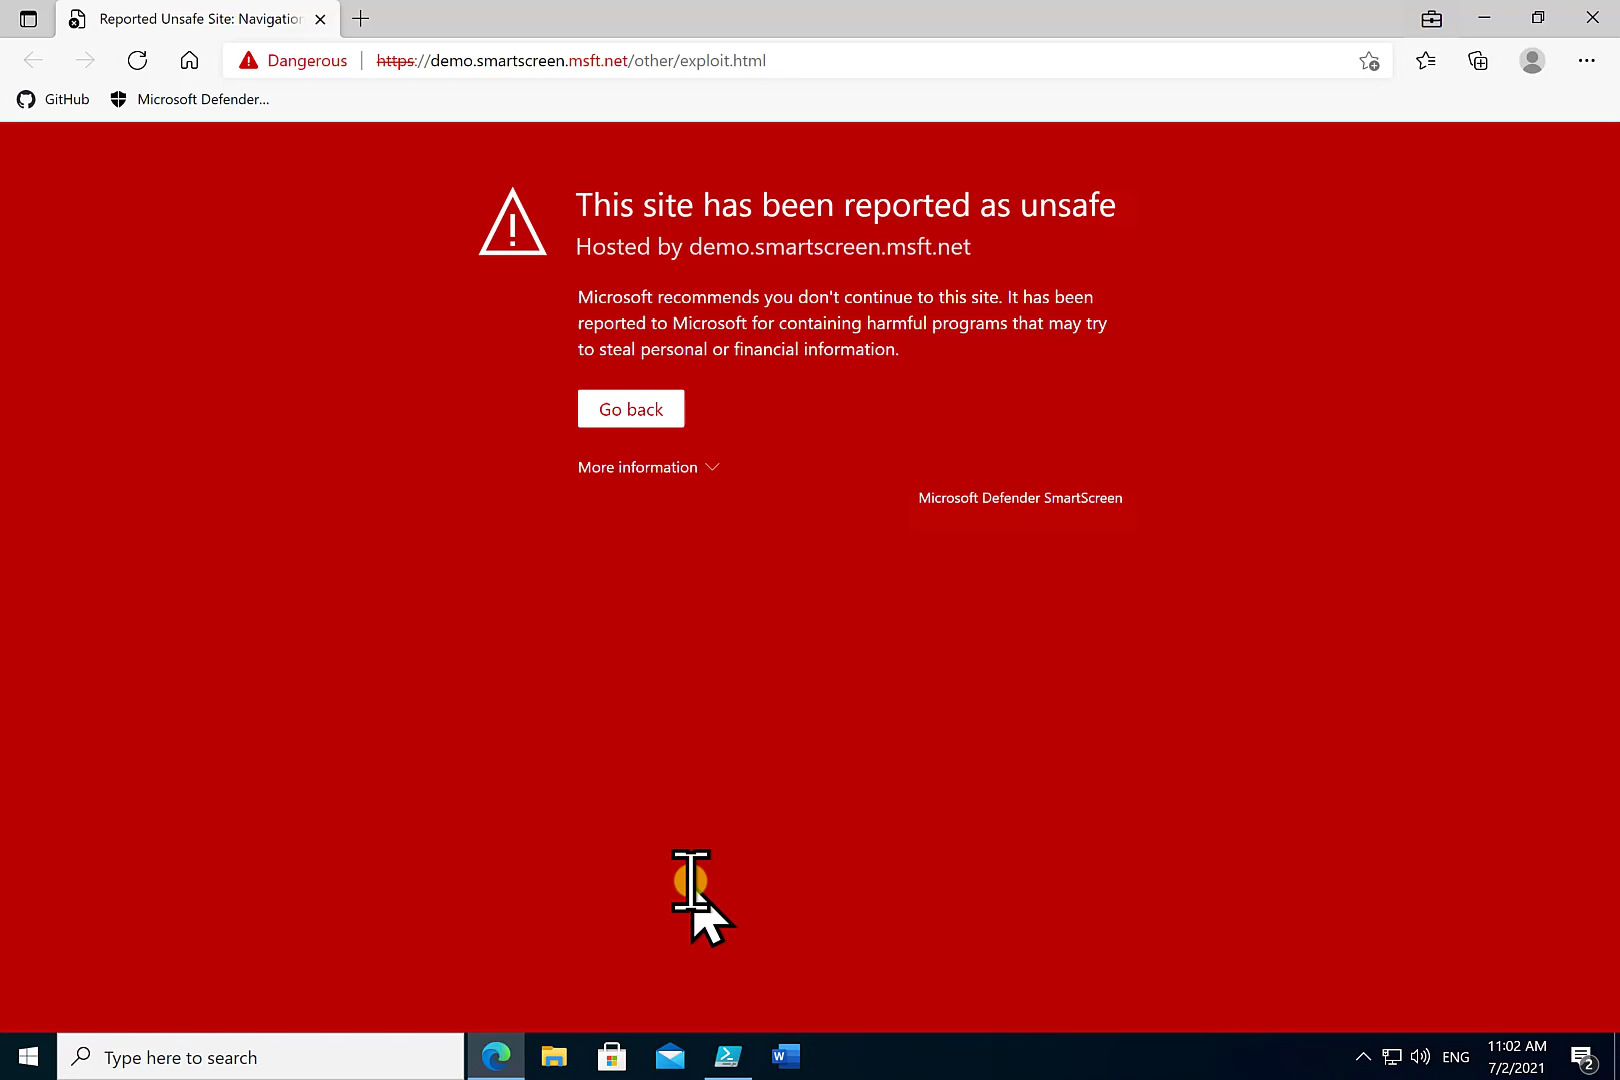 Reported Unsafe Site: Navigation
Dangerous
https://demo.smartscreen.msft.net/other/exploit.html
GitHub
Microsoft Defender...
This site has been reported as unsafe
Hosted by demo.smartscreen.msft.net
Microsoft recommends you don't continue to this site. It has been
reported to Microsoft for containing harmful programs that may try
to steal personal or financial information.
Go back
More information
Microsoft Defender SmartScreen
Type here to search
W
ENG
11:02 AM
7/2/2021
2